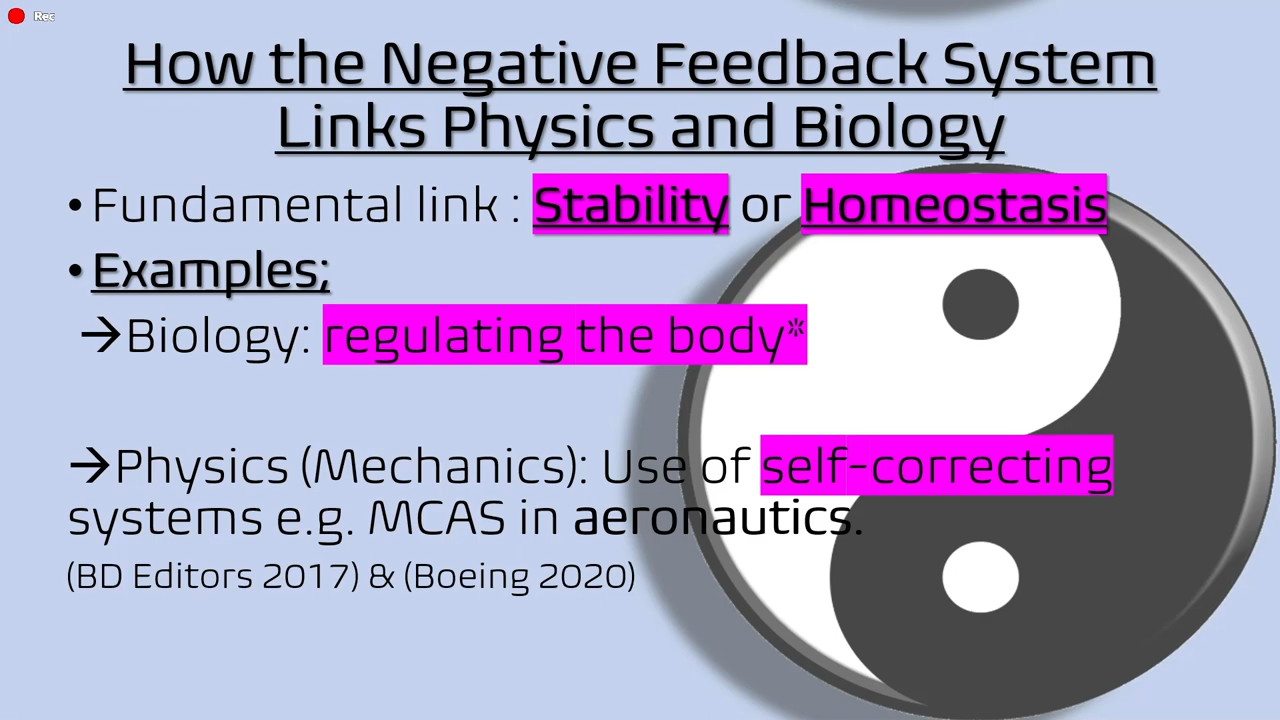 Rec
How the Negative Feedback System
Links Physics and Biology
• Fundamental link : Stability or Homeostasis
• Examples;
→Biology: regulating the body*
→Physics (Mechanics): Use of self-correcting
systems e.g. MCAS in aeronautics.
(BD Editors 2017) & (Boeing 2020)